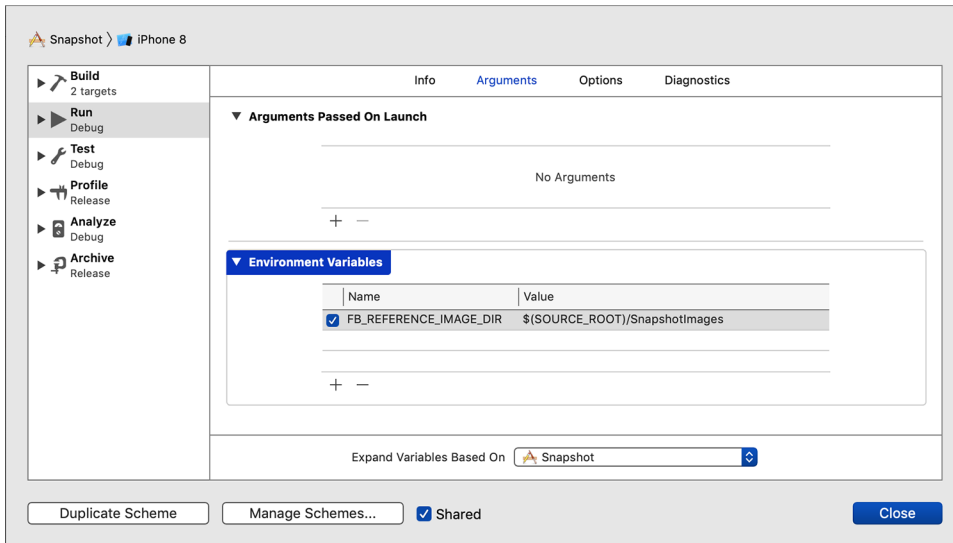 Snapshot 〉 iPhone 8
Build
2 targets
Run
Debug
Test
Debug
Profile
Release
Analyze
Debug
Archive
Release
Info Arguments Options Diagnostics
Arguments Passed On Launch
No Arguments
Environment Variables
Name Value
FB_REFERENCE_IMAGE_DIR $(SOURCE_ROOT)/SnapshotImages
Expand Variables Based On Snapshot
Duplicate Scheme Manage Schemes... Shared Close